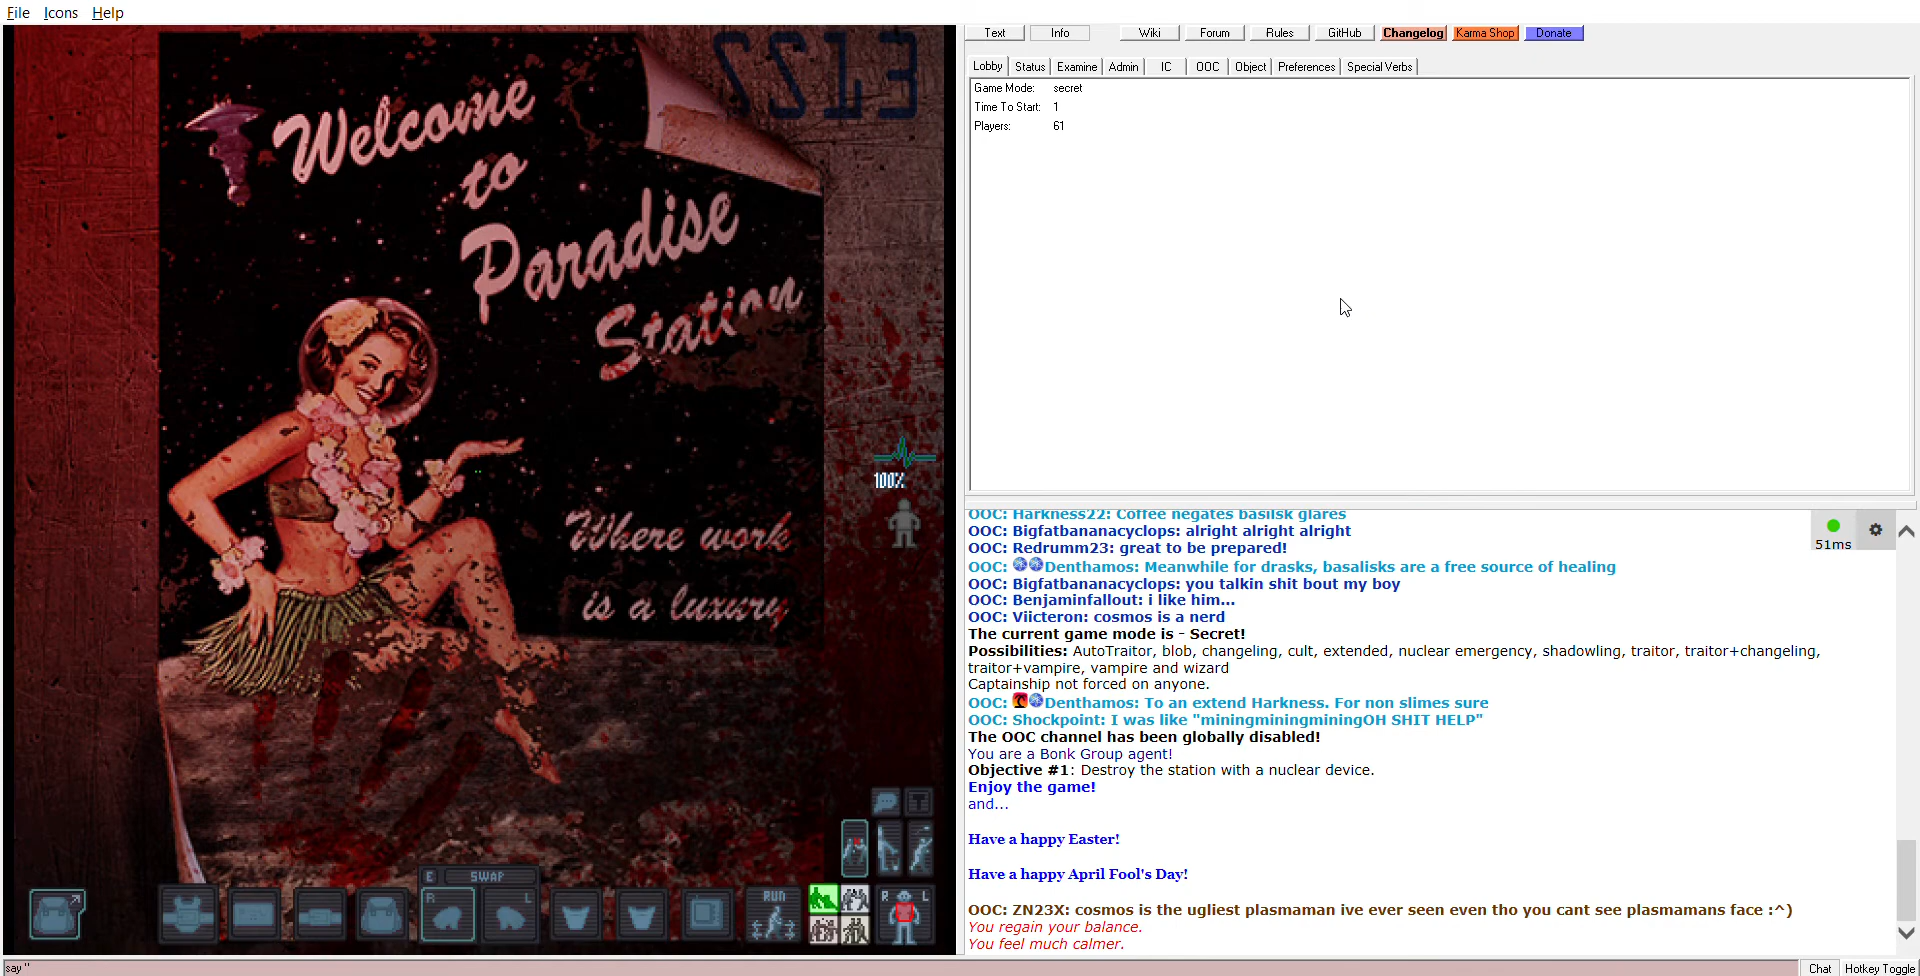 File Icons Help
Welcome
to
Paradise
Station
Where work
is a luxury
100%
E SWAP
R L
RUN
R L
Text Info Wiki Forum Rules GitHub Changelog Karma Shop Donate
Lobby Status Examine Admin IC OOC Object Preferences Special Verbs
Game Mode: secret
Time To Start: 1
Players: 61
OOC: Harkness22: Coffee negates basilsk glares
OOC: Bigfatbananacyclops: alright alright alright
OOC: Redrumm23: great to be prepared!
OOC: Denthamos: Meanwhile for drasks, basalisks are a free source of healing
OOC: Bigfatbananacyclops: you talkin shit bout my boy
OOC: Benjaminfallout: i like him...
OOC: Viicteron: cosmos is a nerd
The current game mode is - Secret!
Possibilities: AutoTraitor, blob, changeling, cult, extended, nuclear emergency, shadowling, traitor, traitor+changeling,
traitor+vampire, vampire and wizard
Captainship not forced on anyone.
OOC: Denthamos: To an extend Harkness. For non slimes sure
OOC: Shockpoint: I was like "miningminingminingOH SHIT HELP"
The OOC channel has been globally disabled!
You are a Bonk Group agent!
Objective #1: Destroy the station with a nuclear device.
Enjoy the game!
and...
Have a happy Easter!
Have a happy April Fool's Day!
OOC: ZN23X: cosmos is the ugliest plasmaman ive ever seen even tho you cant see plasmamans face :^)
You regain your balance.
You feel much calmer.
51ms
say "
Chat Hotkey Toggle